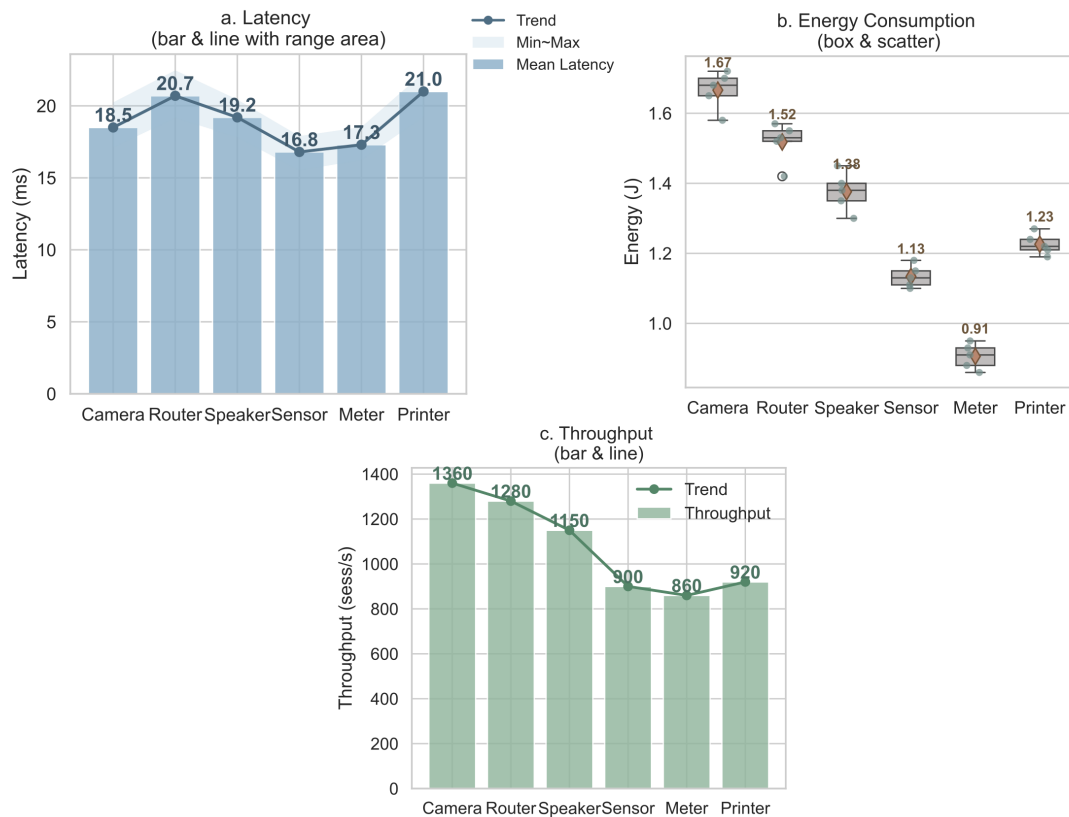 a. Latency
(bar & line with range area)
Trend
Min~Max
Mean Latency
Latency (ms)
20
15
10
5
0
18.5
20.7
19.2
16.8
17.3
21.0
Camera Router Speaker Sensor Meter Printer
b. Energy Consumption
(box & scatter)
Energy (J)
1.6
1.4
1.2
1.0
1.67
1.52
1.38
1.13
0.91
1.23
Camera Router Speaker Sensor Meter Printer
c. Throughput
(bar & line)
Trend
Throughput
Throughput (sess/s)
1400
1200
1000
800
600
400
200
0
1360
1280
1150
900
860
920
Camera Router Speaker Sensor Meter Printer